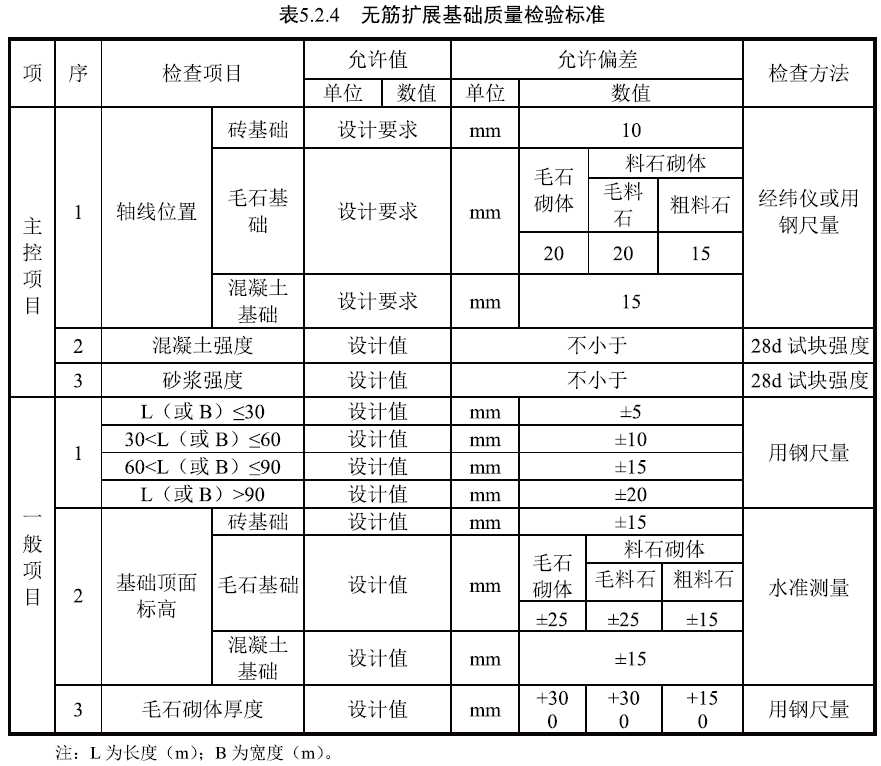 表5.2.4 无筋扩展基础质量检验标准
项 序 检查项目 允许值 允许偏差 检查方法
单位 数值 单位 数值
主控项目 1 轴线位置 砖基础 设计要求 mm 10 经纬仪或用钢尺量
毛石基础 设计要求 mm 毛石砌体 料石砌体
毛料石 粗料石
20 20 15
混凝土基础 设计要求 mm 15
2 混凝土强度 设计值 不小于 28d 试块强度
3 砂浆强度 设计值 不小于 28d 试块强度
一般项目 1 L（或 B）≤30 设计值 mm ±5 用钢尺量
30<L（或 B）≤60 设计值 mm ±10
60<L（或 B）≤90 设计值 mm ±15
L（或 B）>90 设计值 mm ±20
2 基础顶面标高 砖基础 设计值 mm ±15 水准测量
毛石基础 设计值 mm 毛石砌体 料石砌体
毛料石 粗料石
±25 ±25 ±15
混凝土基础 设计值 mm ±15
3 毛石砌体厚度 设计值 mm +30 +30 +15 用钢尺量
0 0 0
注：L 为长度（m）；B 为宽度（m）。